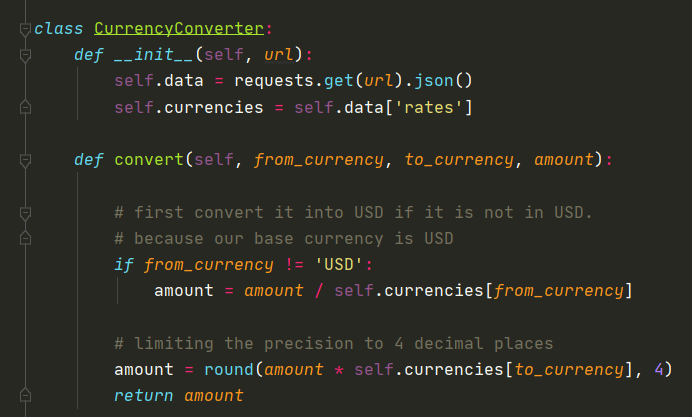 class CurrencyConverter:
    def __init__(self, url):
        self.data = requests.get(url).json()
        self.currencies = self.data['rates']

    def convert(self, from_currency, to_currency, amount):

        # first convert it into USD if it is not in USD.
        # because our base currency is USD
        if from_currency != 'USD':
            amount = amount / self.currencies[from_currency]

        # limiting the precision to 4 decimal places
        amount = round(amount * self.currencies[to_currency], 4)
        return amount